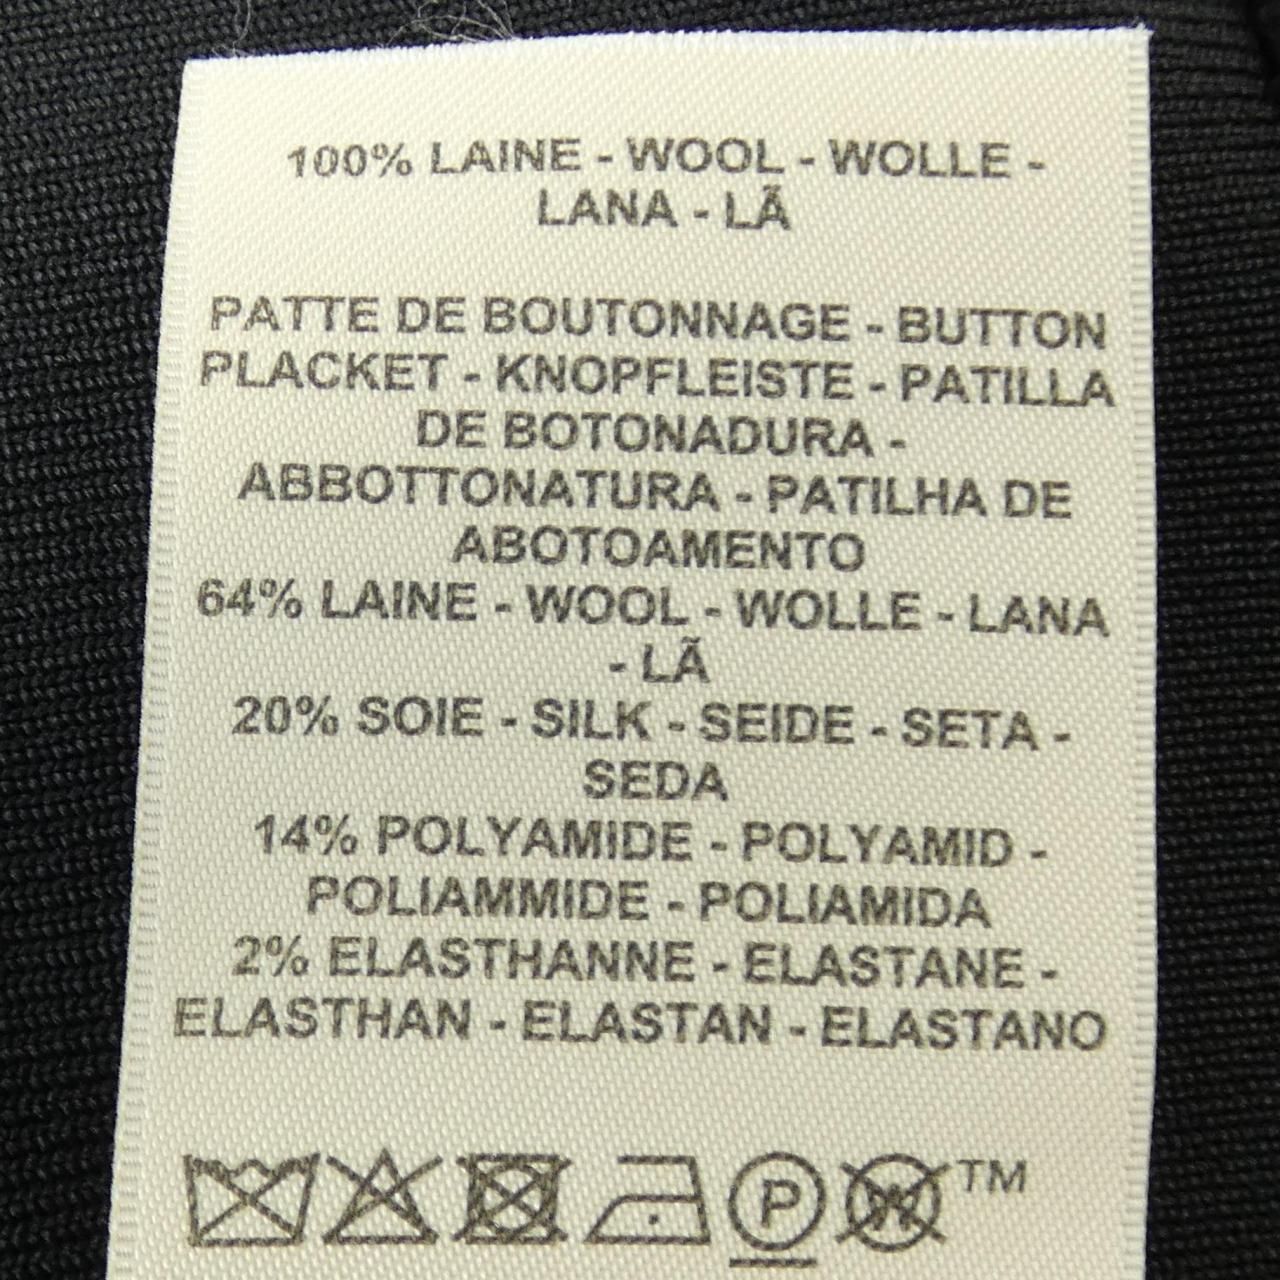 100% LAINE - WOOL - WOLLE -
LANA - LÃ
PATTE DE BOUTONNAGE - BUTTON
PLACKET - KNOPFLEISTE - PATILLA
DE BOTONADURA -
ABBOTTONATURA - PATILHA DE
ABOTOAMENTO
64% LAINE - WOOL - WOLLE - LANA
- LÃ
20% SOIE - SILK - SEIDE - SETA -
SEDA
14% POLYAMIDE - POLYAMID -
POLIAMMIDE - POLIAMIDA
2% ELASTHANNE - ELASTANE -
ELASTHAN - ELASTAN - ELASTANO
P W TM